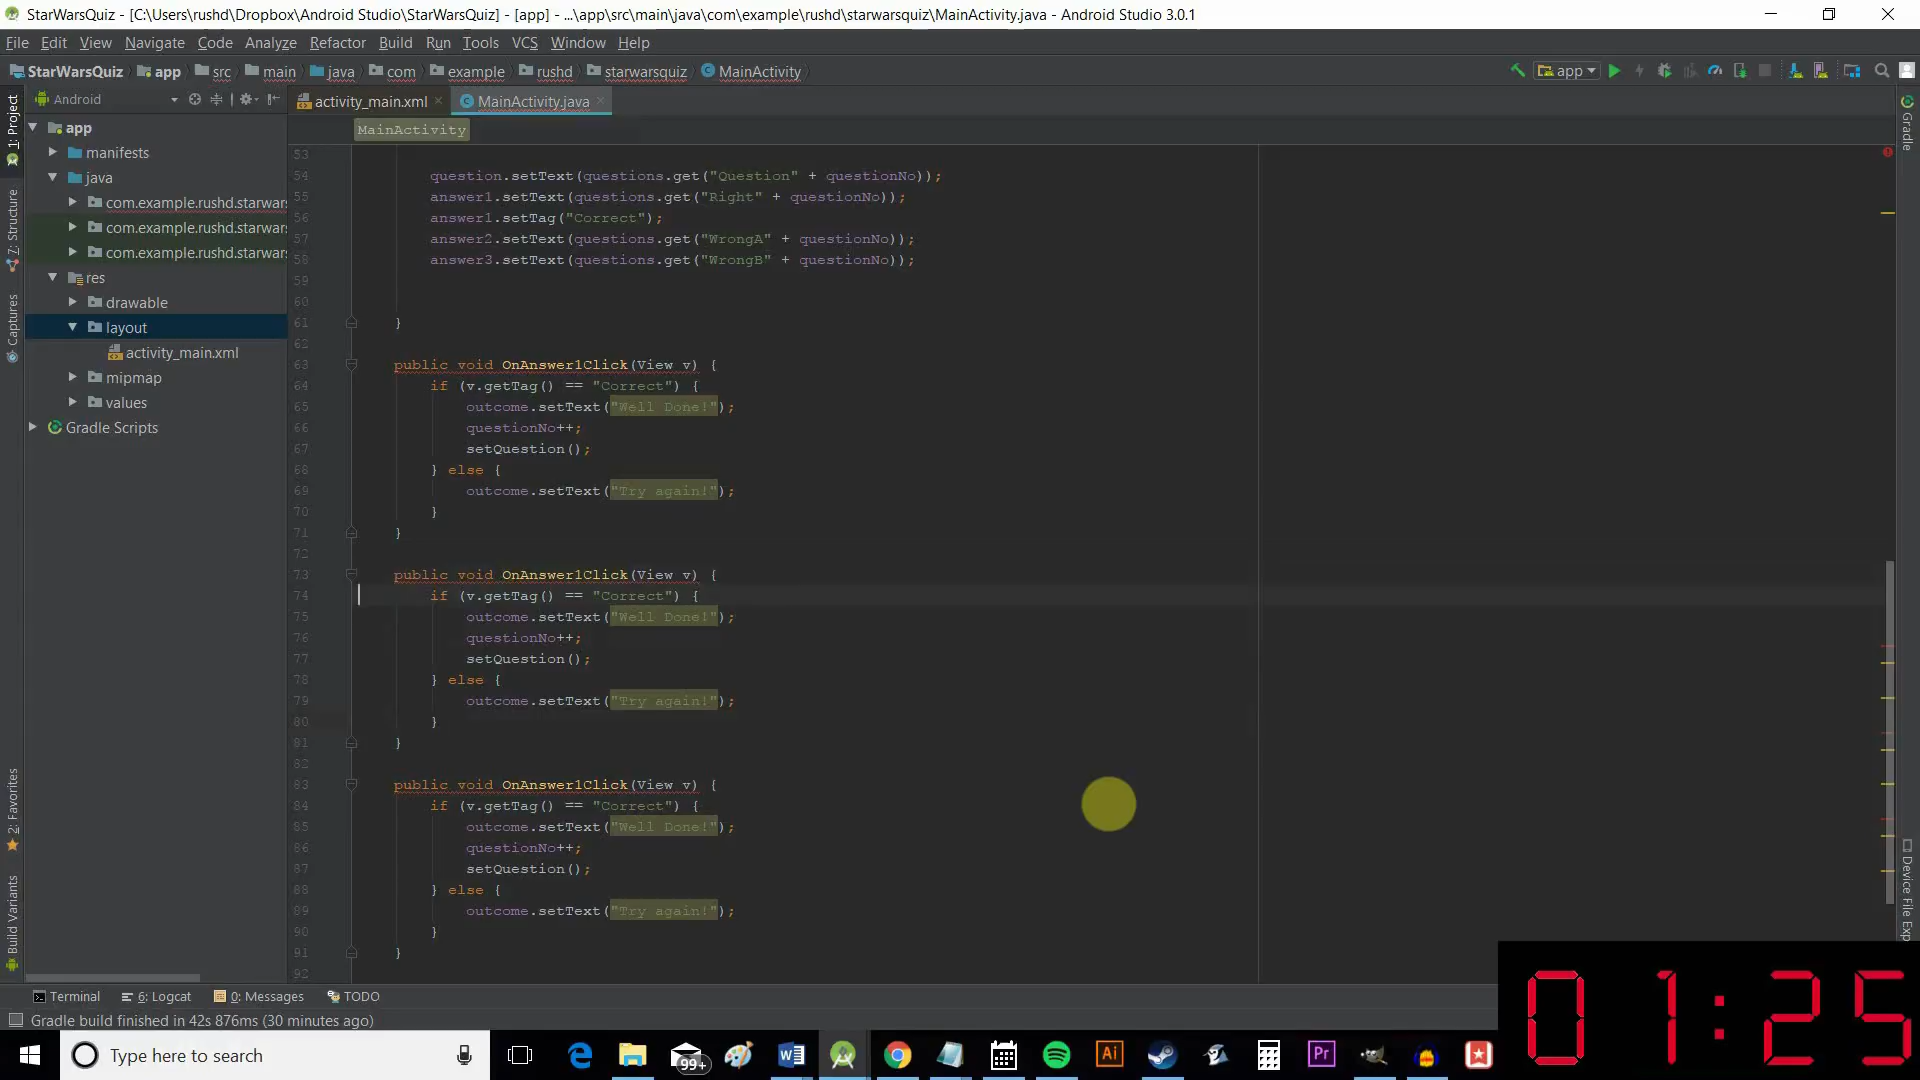 StarWarsQuiz - [C:\Users\rushd\Dropbox\Android Studio\StarWarsQuiz] - [app] - ...\app\src\main\java\com\example\rushd\starwarsquiz\MainActivity.java - Android Studio 3.0.1
File Edit View Navigate Code Analyze Refactor Build Run Tools VCS Window Help
StarWarsQuiz app src main java com example rushd starwarsquiz MainActivity app
Android activity_main.xml MainActivity.java
MainActivity
1: Project
7: Structure
Captures
2: Favorites
Build Variants
Gradle
Device File Exp
app
manifests
java
com.example.rushd.starwars
com.example.rushd.starwars
com.example.rushd.starwars
res
drawable
layout
activity_main.xml
mipmap
values
Gradle Scripts
53
54 question.setText(questions.get("Question" + questionNo));
55 answer1.setText(questions.get("Right" + questionNo));
56 answer1.setTag("Correct");
57 answer2.setText(questions.get("WrongA" + questionNo));
58 answer3.setText(questions.get("WrongB" + questionNo));
59
60
61 }
62
63 public void OnAnswer1Click(View v) {
64 if (v.getTag() == "Correct") {
65 outcome.setText("Well Done!");
66 questionNo++;
67 setQuestion();
68 } else {
69 outcome.setText("Try again!");
70 }
71 }
72
73 public void OnAnswer1Click(View v) {
74 if (v.getTag() == "Correct") {
75 outcome.setText("Well Done!");
76 questionNo++;
77 setQuestion();
78 } else {
79 outcome.setText("Try again!");
80 }
81 }
82
83 public void OnAnswer1Click(View v) {
84 if (v.getTag() == "Correct") {
85 outcome.setText("Well Done!");
86 questionNo++;
87 setQuestion();
88 } else {
89 outcome.setText("Try again!");
90 }
91 }
92
Terminal 6: Logcat 0: Messages TODO
Gradle build finished in 42s 876ms (30 minutes ago)
Type here to search
99+
Ai
Pr
01:25